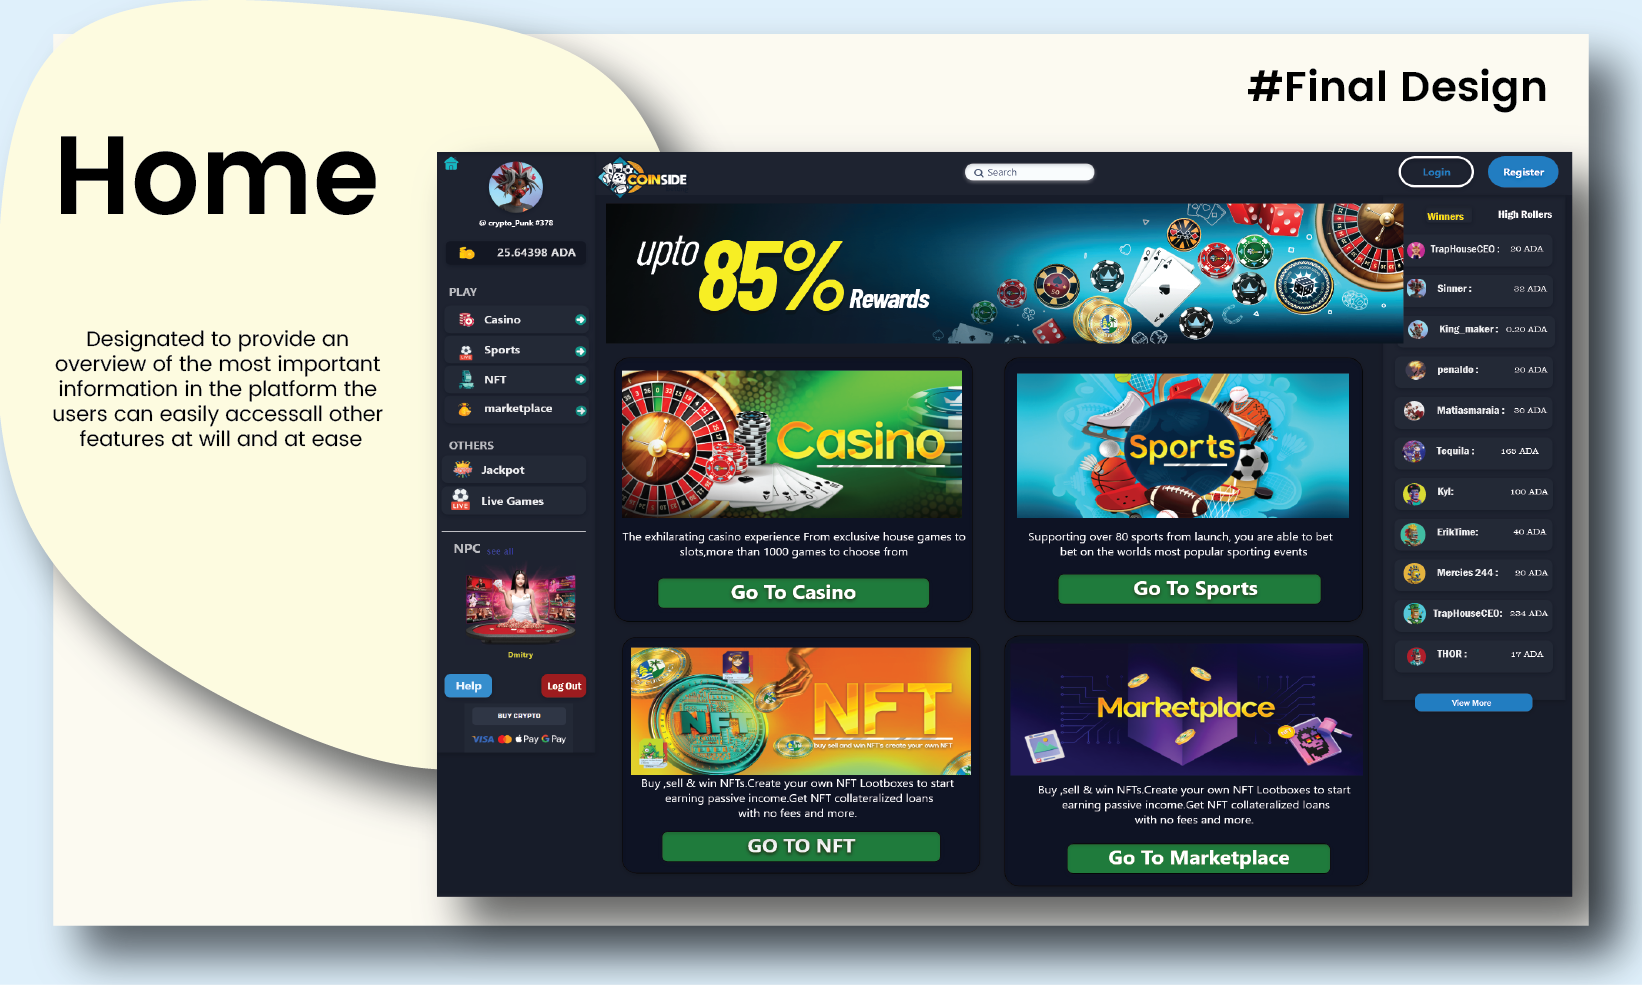 #Final Design
Home
Designated to provide an
overview of the most important
information in the platform the
users can easily accessall other
features at will and at ease
@ crypto_Punk #378
25.64398 ADA
PLAY
Casino
Sports
NFT
marketplace
OTHERS
Jackpot
LIVE
Live Games
NPC see all
Dmitry
Help
Log Out
BUY CRYPTO
VISA Pay G Pay
COINSIDE
Search
Login
Register
upto
85%
Rewards
Casino
The exhilarating casino experience From exclusive house games to
slots,more than 1000 games to choose from
Go To Casino
Sports
Supporting over 80 sports from launch, you are able to bet
bet on the worlds most popular sporting events
Go To Sports
NFT
NFT
buy sell and win NFT's create your own NFT
Buy ,sell & win NFTs.Create your own NFT Lootboxes to start
earning passive income.Get NFT collateralized loans
with no fees and more.
GO TO NFT
Marketplace
Buy ,sell & win NFTs.Create your own NFT Lootboxes to start
earning passive income.Get NFT collateralized loans
with no fees and more.
Go To Marketplace
Winners
High Rollers
TrapHouseCEO : 20 ADA
Sinner : 32 ADA
King_maker : 0.20 ADA
penaldo : 20 ADA
Matiasmaraia : 30 ADA
Tequila : 165 ADA
Kyl: 100 ADA
ErikTime: 40 ADA
Mercies 244 : 20 ADA
TrapHouseCEO: 234 ADA
THOR : 17 ADA
View More